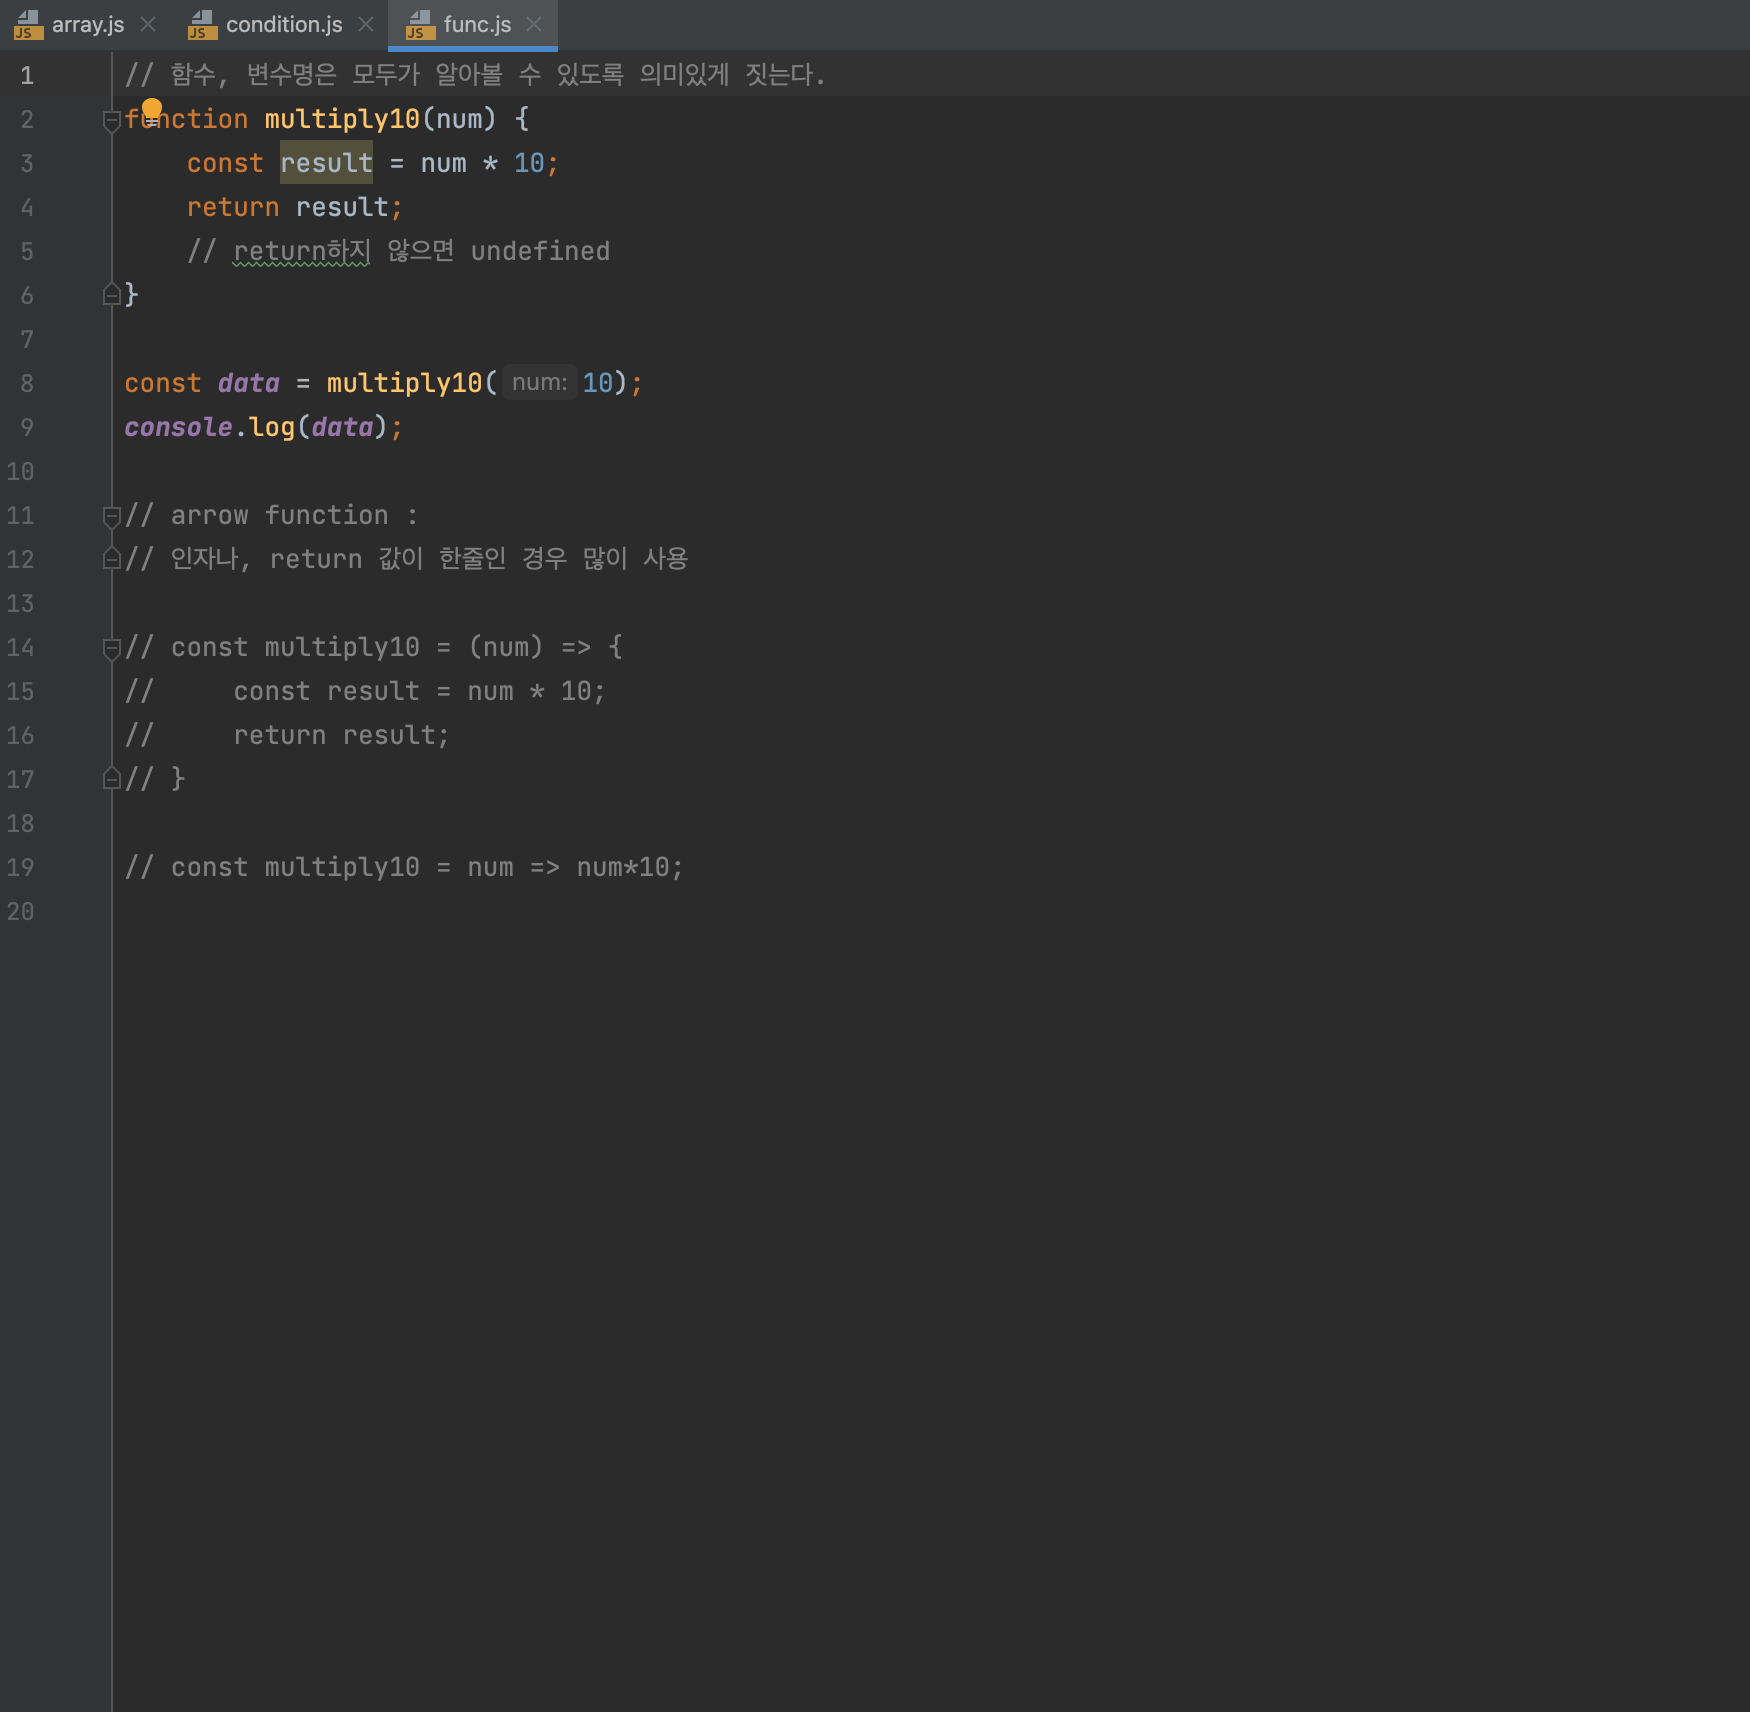 array.js condition.js func.js
1 // 함수, 변수명은 모두가 알아볼 수 있도록 의미있게 짓는다.
2 function multiply10(num) {
3     const result = num * 10;
4     return result;
5     // return하지 않으면 undefined
6 }
7
8 const data = multiply10( num: 10);
9 console.log(data);
10
11 // arrow function :
12 // 인자나, return 값이 한줄인 경우 많이 사용
13
14 // const multiply10 = (num) => {
15 //     const result = num * 10;
16 //     return result;
17 // }
18
19 // const multiply10 = num => num*10;
20